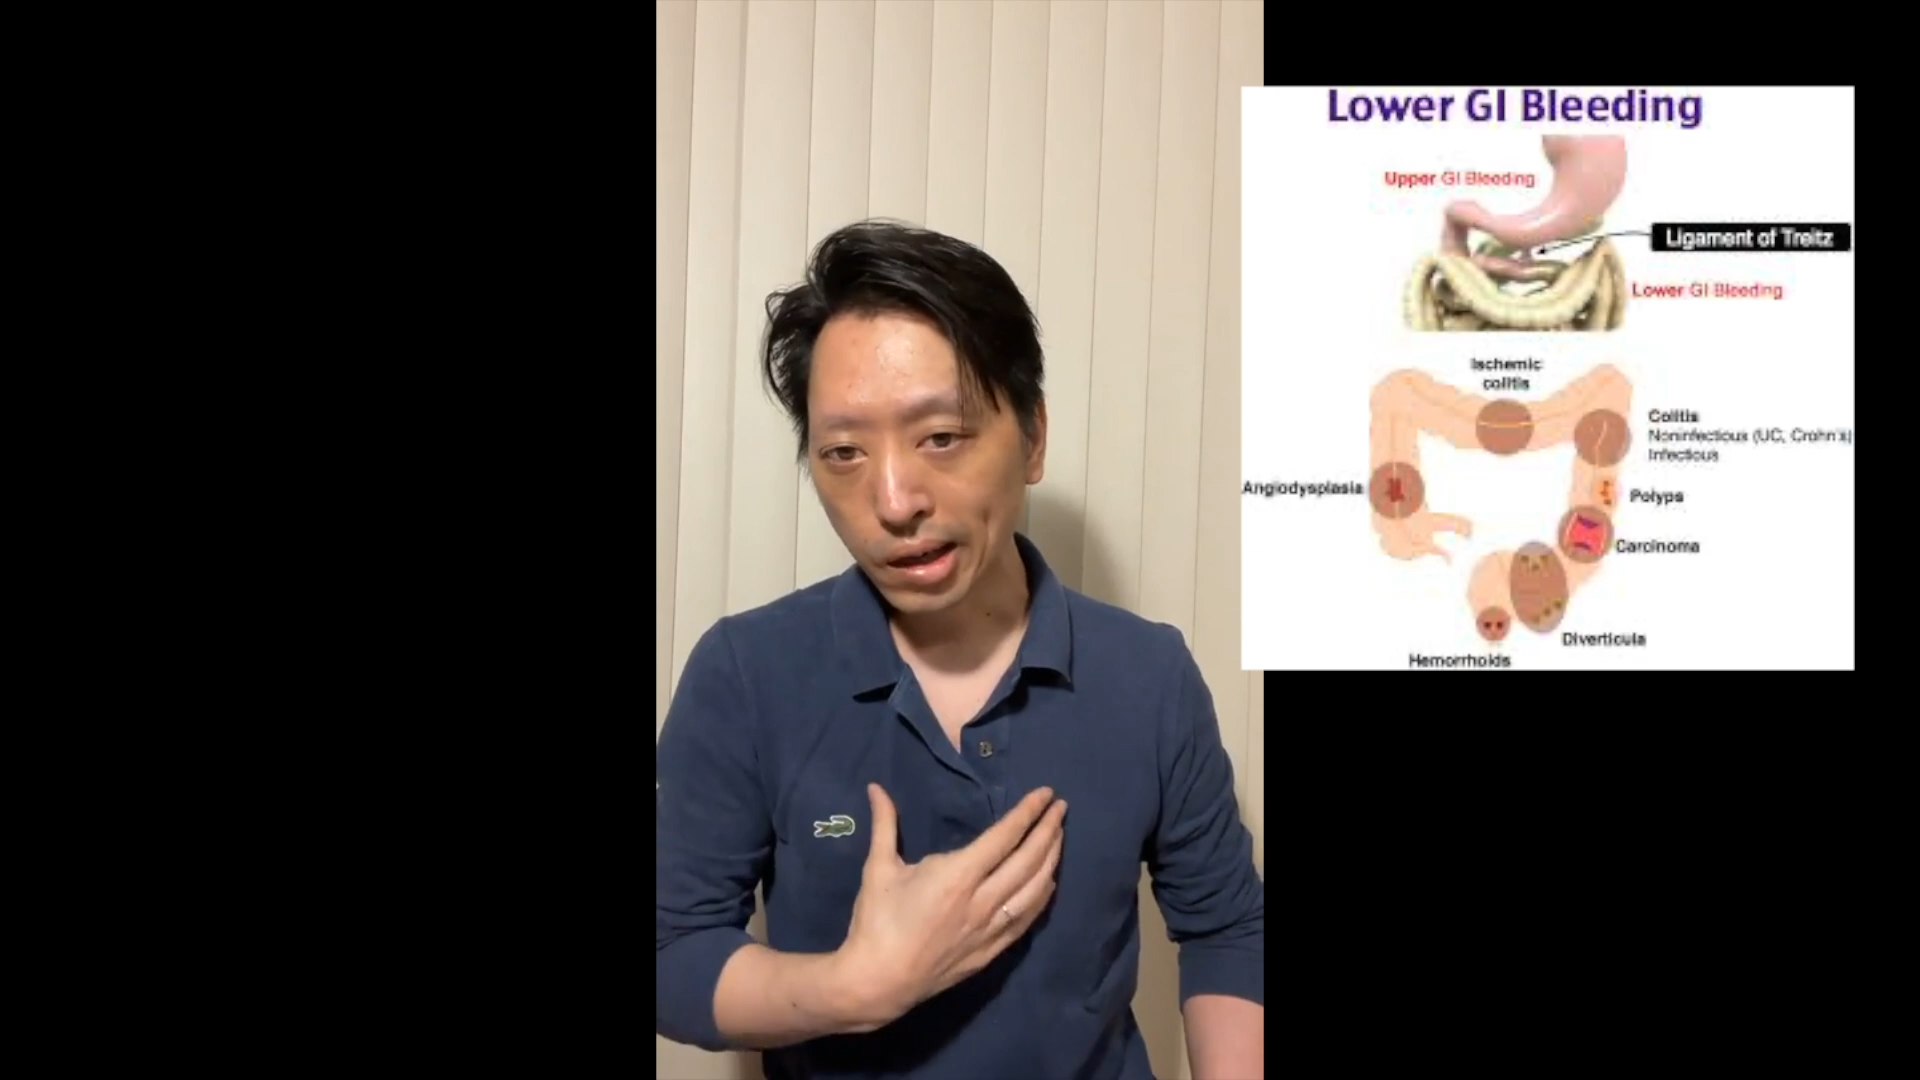 Lower GI Bleeding
Upper GI Bleeding
Ligament of Treitz
Lower GI Bleeding
Ischemic
colitis
Colitis
Noninfectious (UC, Crohn's)
Infectious
Angiodysplasia
Polyps
Carcinoma
Diverticula
Hemorrhoids